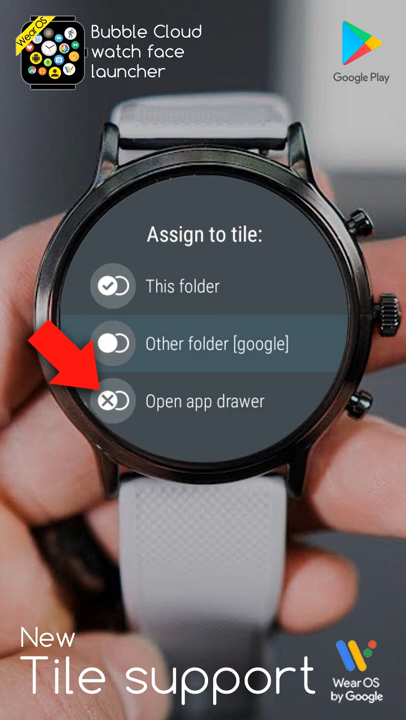 Wear OS
Bubble Cloud
watch face
launcher
Google Play
Assign to tile:
This folder
Other folder [google]
Open app drawer
New
Tile support
Wear OS
by Google